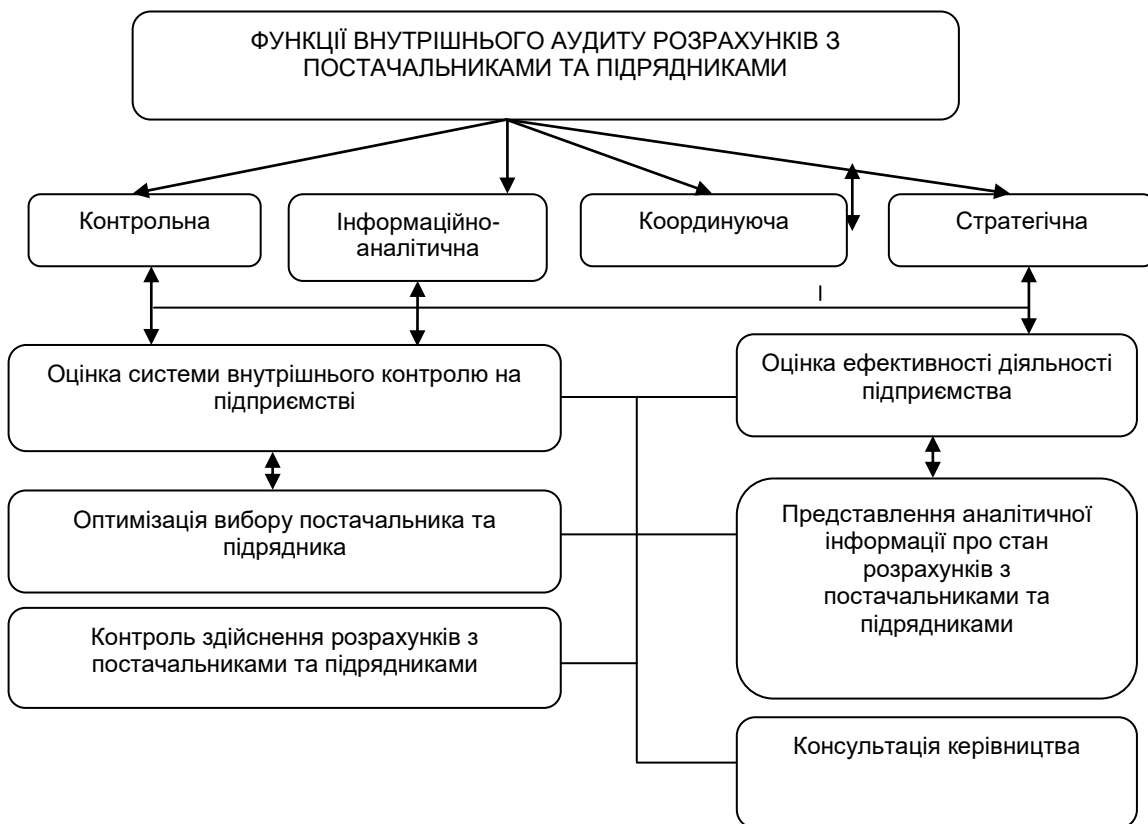 ФУНКЦІЇ ВНУТРІШНЬОГО АУДИТУ РОЗРАХУНКІВ З
ПОСТАЧАЛЬНИКАМИ ТА ПІДРЯДНИКАМИ
Контрольна
Інформаційно-
аналітична
Координуюча
Стратегічна
Оцінка системи внутрішнього контролю на
підприємстві
Оцінка ефективності діяльності
підприємства
Оптимізація вибору постачальника та
підрядника
Представлення аналітичної
інформації про стан
розрахунків з
постачальниками та
підрядниками
Контроль здійснення розрахунків з
постачальниками та підрядниками
Консультація керівництва